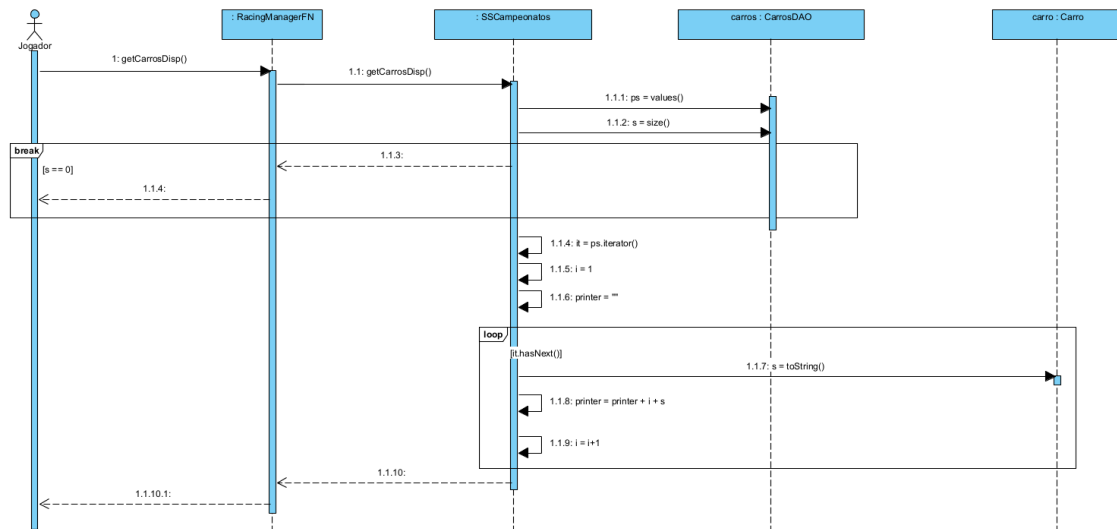 : RacingManagerFN
: SSCampeonatos
carros : CarrosDAO
carro : Carro
Jogador
1: getCarrosDisp()
1.1: getCarrosDisp()
1.1.1: ps = values()
1.1.2: s = size()
break
1.1.3:
[s == 0]
1.1.4:
1.1.4: it = ps.iterator()
1.1.5: i = 1
1.1.6: printer = ""
loop
[it.hasNext()]
1.1.7: s = toString()
1.1.8: printer = printer + i + s
1.1.9: i = i+1
1.1.10:
1.1.10.1: